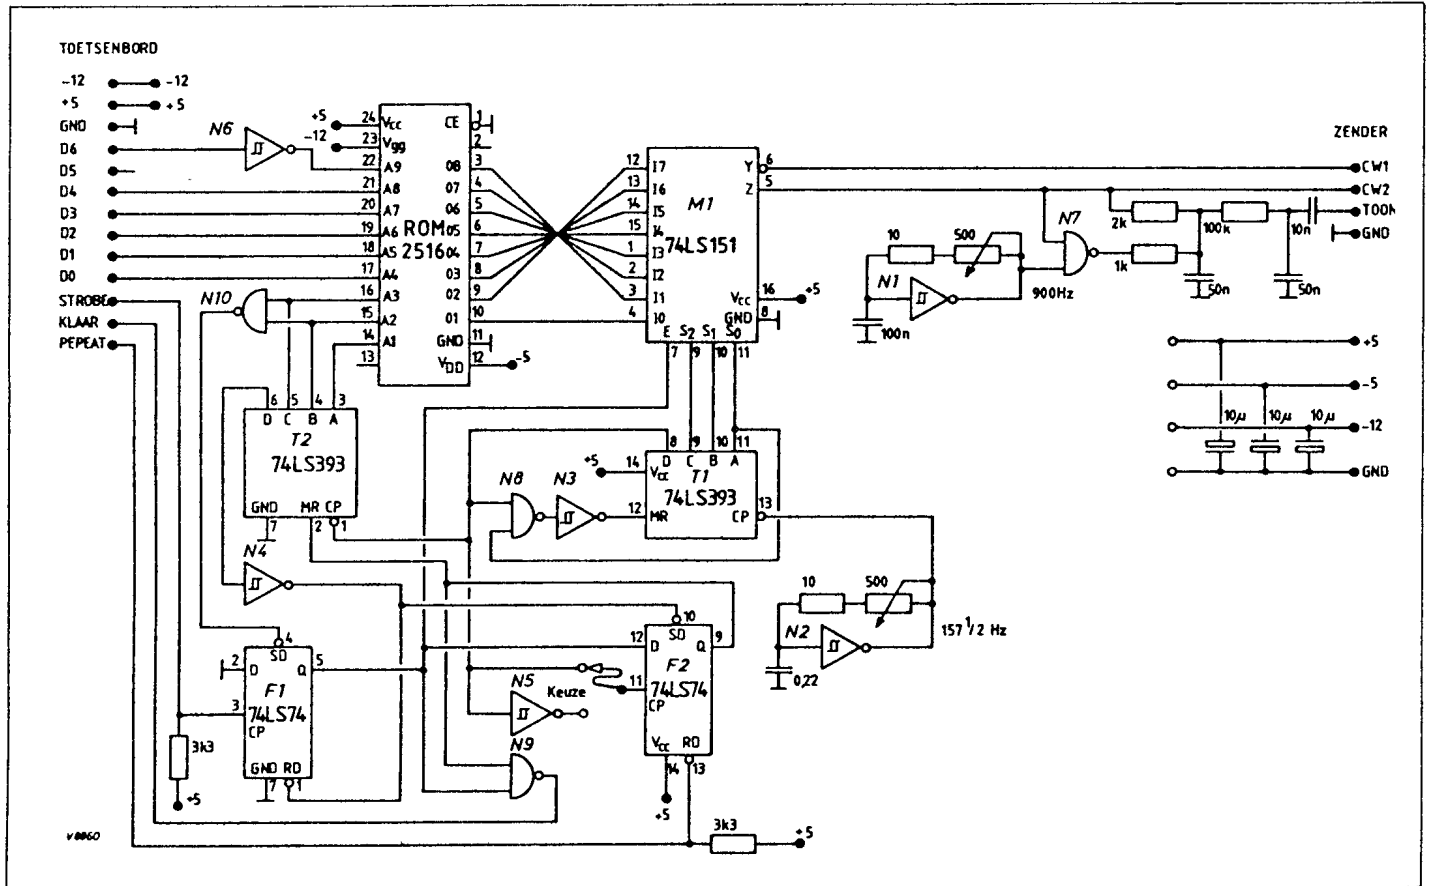 TOETSENBORD
-12 -12
+5 +5
GND
D6
D5
D4
D3
D2
D1
D0
STROBE
KLAAR
PEPEAT
N6
N10
+5
-12
24 Vcc CE 1
23 Vgg 2
22 A9 08 3
21 A8 07 4
20 A7 06 5
19 A6 05 6
18 A5 04 7
17 A4 03 8
16 A3 02 9
15 A2 01 10
14 A1 GND 11
13 VDD 12 -5
ROM
2516
12 I7 Y 6
13 I6 Z 5
14 I5
15 I4
1 I3
2 I2
3 I1 Vcc 16 +5
4 I0 GND 8
M1
74LS151
E S2 S1 S0
7 9 10 11
ZENDER
CW1
CW2
TOON
GND
N7
2k
100k
10n
1k
50n
50n
10
500
N1
900Hz
100n
+5
-5
-12
GND
10μ 10μ 10μ
6 5 4 3
D C B A
T2
74LS393
GND MR CP
7 2 1
N4
8 9 10 11
D C B A
+5 14 Vcc
T1
74LS393
12 MR CP 13
N8
N3
10
500
N2
157 1/2 Hz
0,22
4
SD
2 D Q 5
F1
74LS74
3 CP
GND RD
7 1
3k3
+5
10
SD
12 D Q 9
F2
74LS74
11 CP
Vcc RD
14 13
+5
N5
Keuze
N9
3k3
+5
V8860